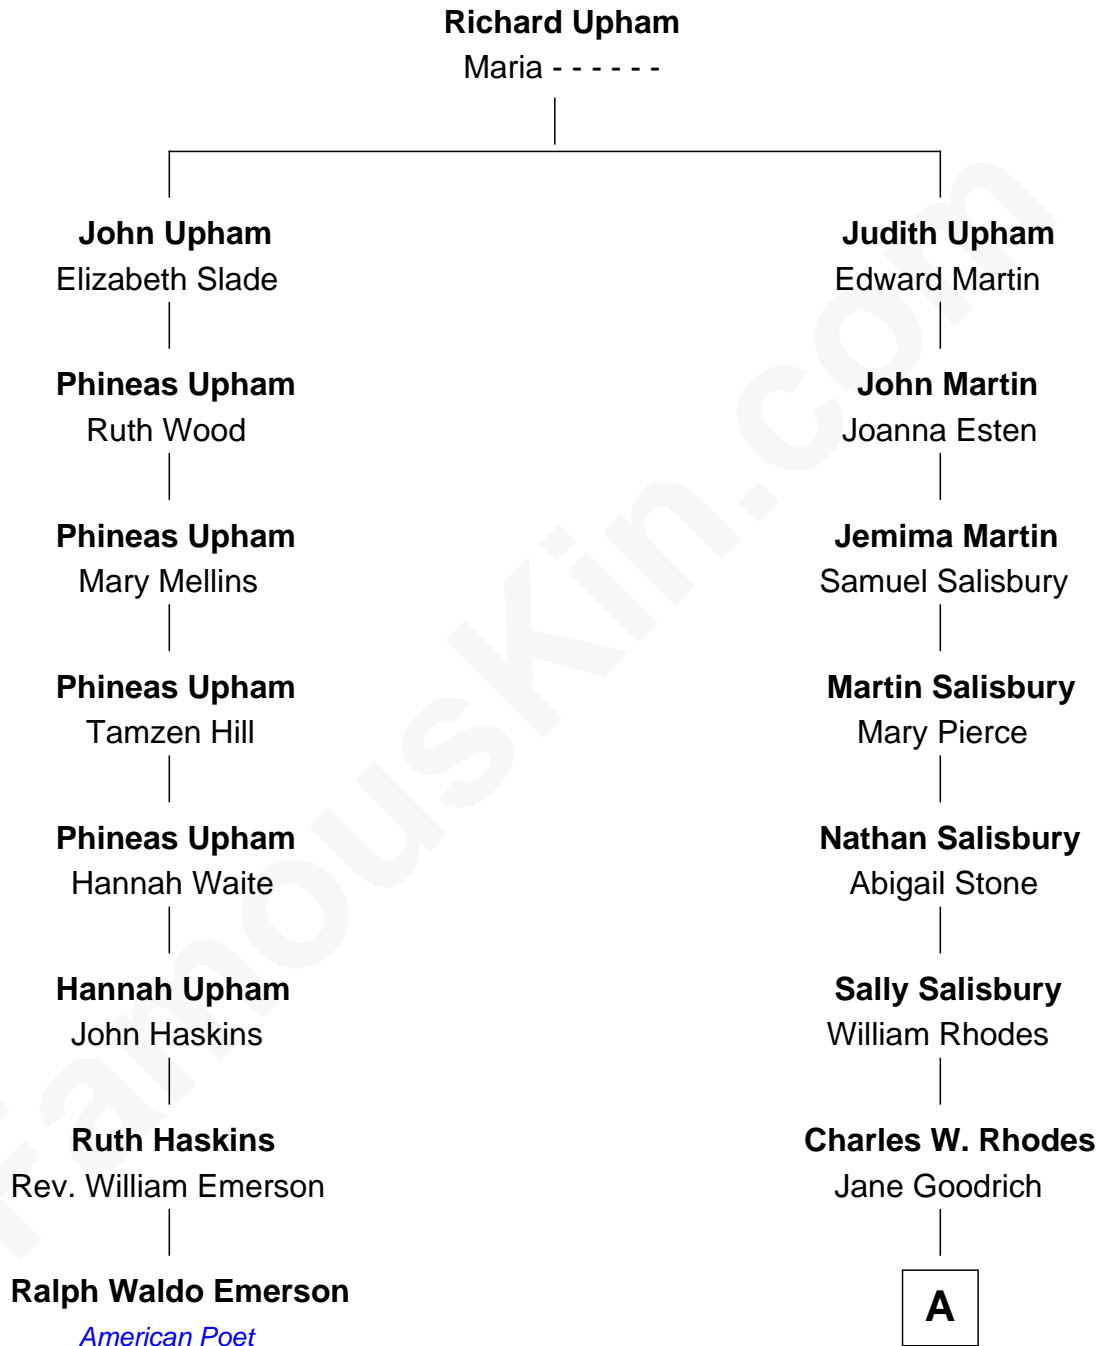 Richard Upham
Maria - - - - - -
John Upham
Elizabeth Slade
Judith Upham
Edward Martin
Phineas Upham
Ruth Wood
John Martin
Joanna Esten
Phineas Upham
Mary Mellins
Jemima Martin
Samuel Salisbury
Phineas Upham
Tamzen Hill
Martin Salisbury
Mary Pierce
Phineas Upham
Hannah Waite
Nathan Salisbury
Abigail Stone
Hannah Upham
John Haskins
Sally Salisbury
William Rhodes
Ruth Haskins
Rev. William Emerson
Charles W. Rhodes
Jane Goodrich
Ralph Waldo Emerson
American Poet
A
FamousKin.com